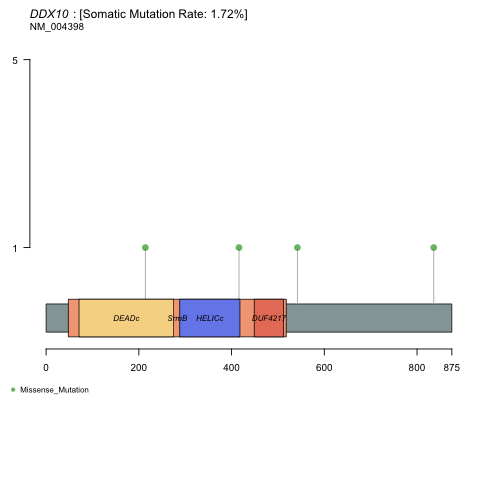 DDX10 : [Somatic Mutation Rate: 1.72%]
NM_004398
5
1
DEADc SrmB HELICc DUF4217
0 200 400 600 800 875
Missense_Mutation